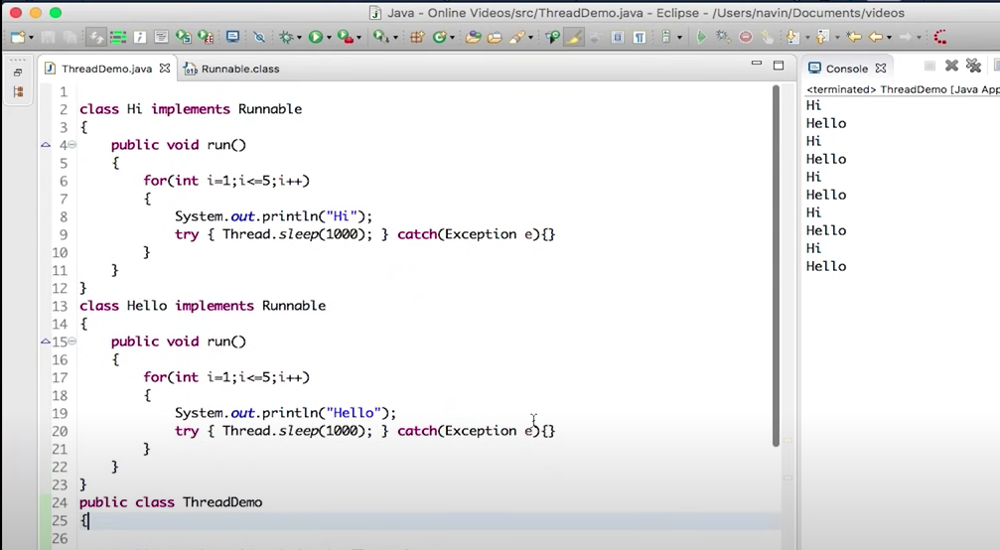 Java - Online Videos/src/ThreadDemo.java - Eclipse - /Users/navin/Documents/videos
ThreadDemo.java
Runnable.class
1
2 class Hi implements Runnable
3 {
4 public void run()
5 {
6 for(int i=1;i<=5;i++)
7 {
8 System.out.println("Hi");
9 try { Thread.sleep(1000); } catch(Exception e){}
10 }
11 }
12 }
13 class Hello implements Runnable
14 {
15 public void run()
16 {
17 for(int i=1;i<=5;i++)
18 {
19 System.out.println("Hello");
20 try { Thread.sleep(1000); } catch(Exception e){}
21 }
22 }
23 }
24 public class ThreadDemo
25 {
26
Console
<terminated> ThreadDemo [Java App
Hi
Hello
Hi
Hello
Hi
Hello
Hi
Hello
Hi
Hello